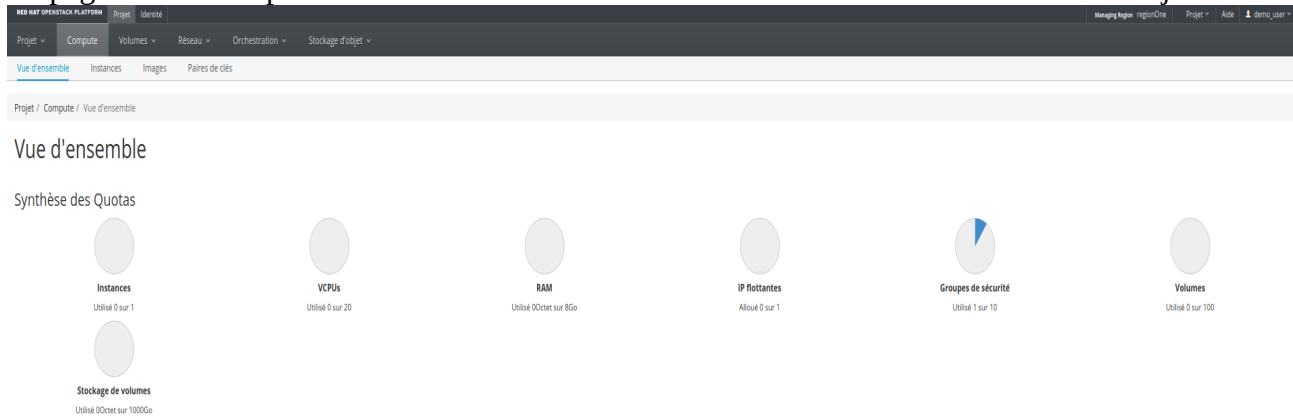 RED HAT OPENSTACK PLATFORM Projet Identité Managing Region regionOne Projet Aide demo_user
Projet Compute Volumes Réseau Orchestration Stockage d'objet
Vue d'ensemble Instances Images Paires de clés
Projet / Compute / Vue d'ensemble
Vue d'ensemble
Synthèse des Quotas
Instances VCPUs RAM IP flottantes Groupes de sécurité Volumes
Utilisé 0 sur 1 Utilisé 0 sur 20 Utilisé 0Octet sur 8Go Alloué 0 sur 1 Utilisé 1 sur 10 Utilisé 0 sur 100
Stockage de volumes
Utilisé 0Octet sur 1000Go